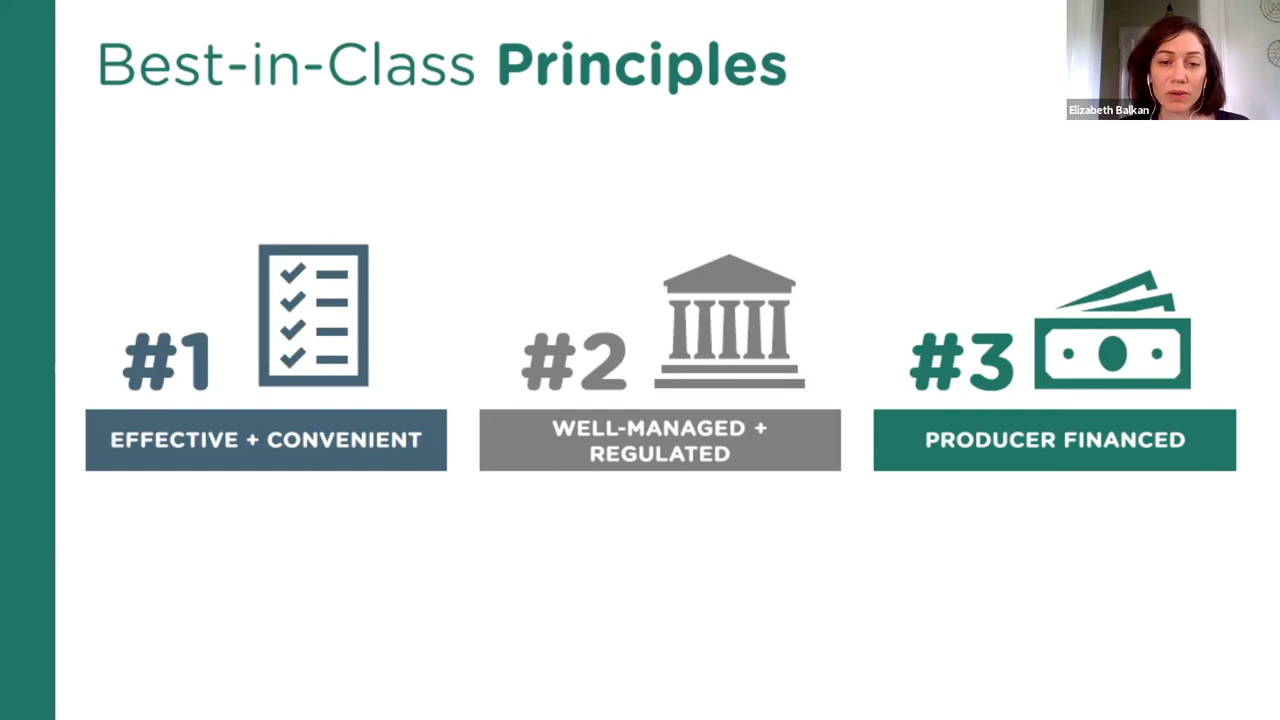 Best-in-Class Principles
Elizabeth Balkan
#1
EFFECTIVE + CONVENIENT
#2
WELL-MANAGED +
REGULATED
#3
PRODUCER FINANCED